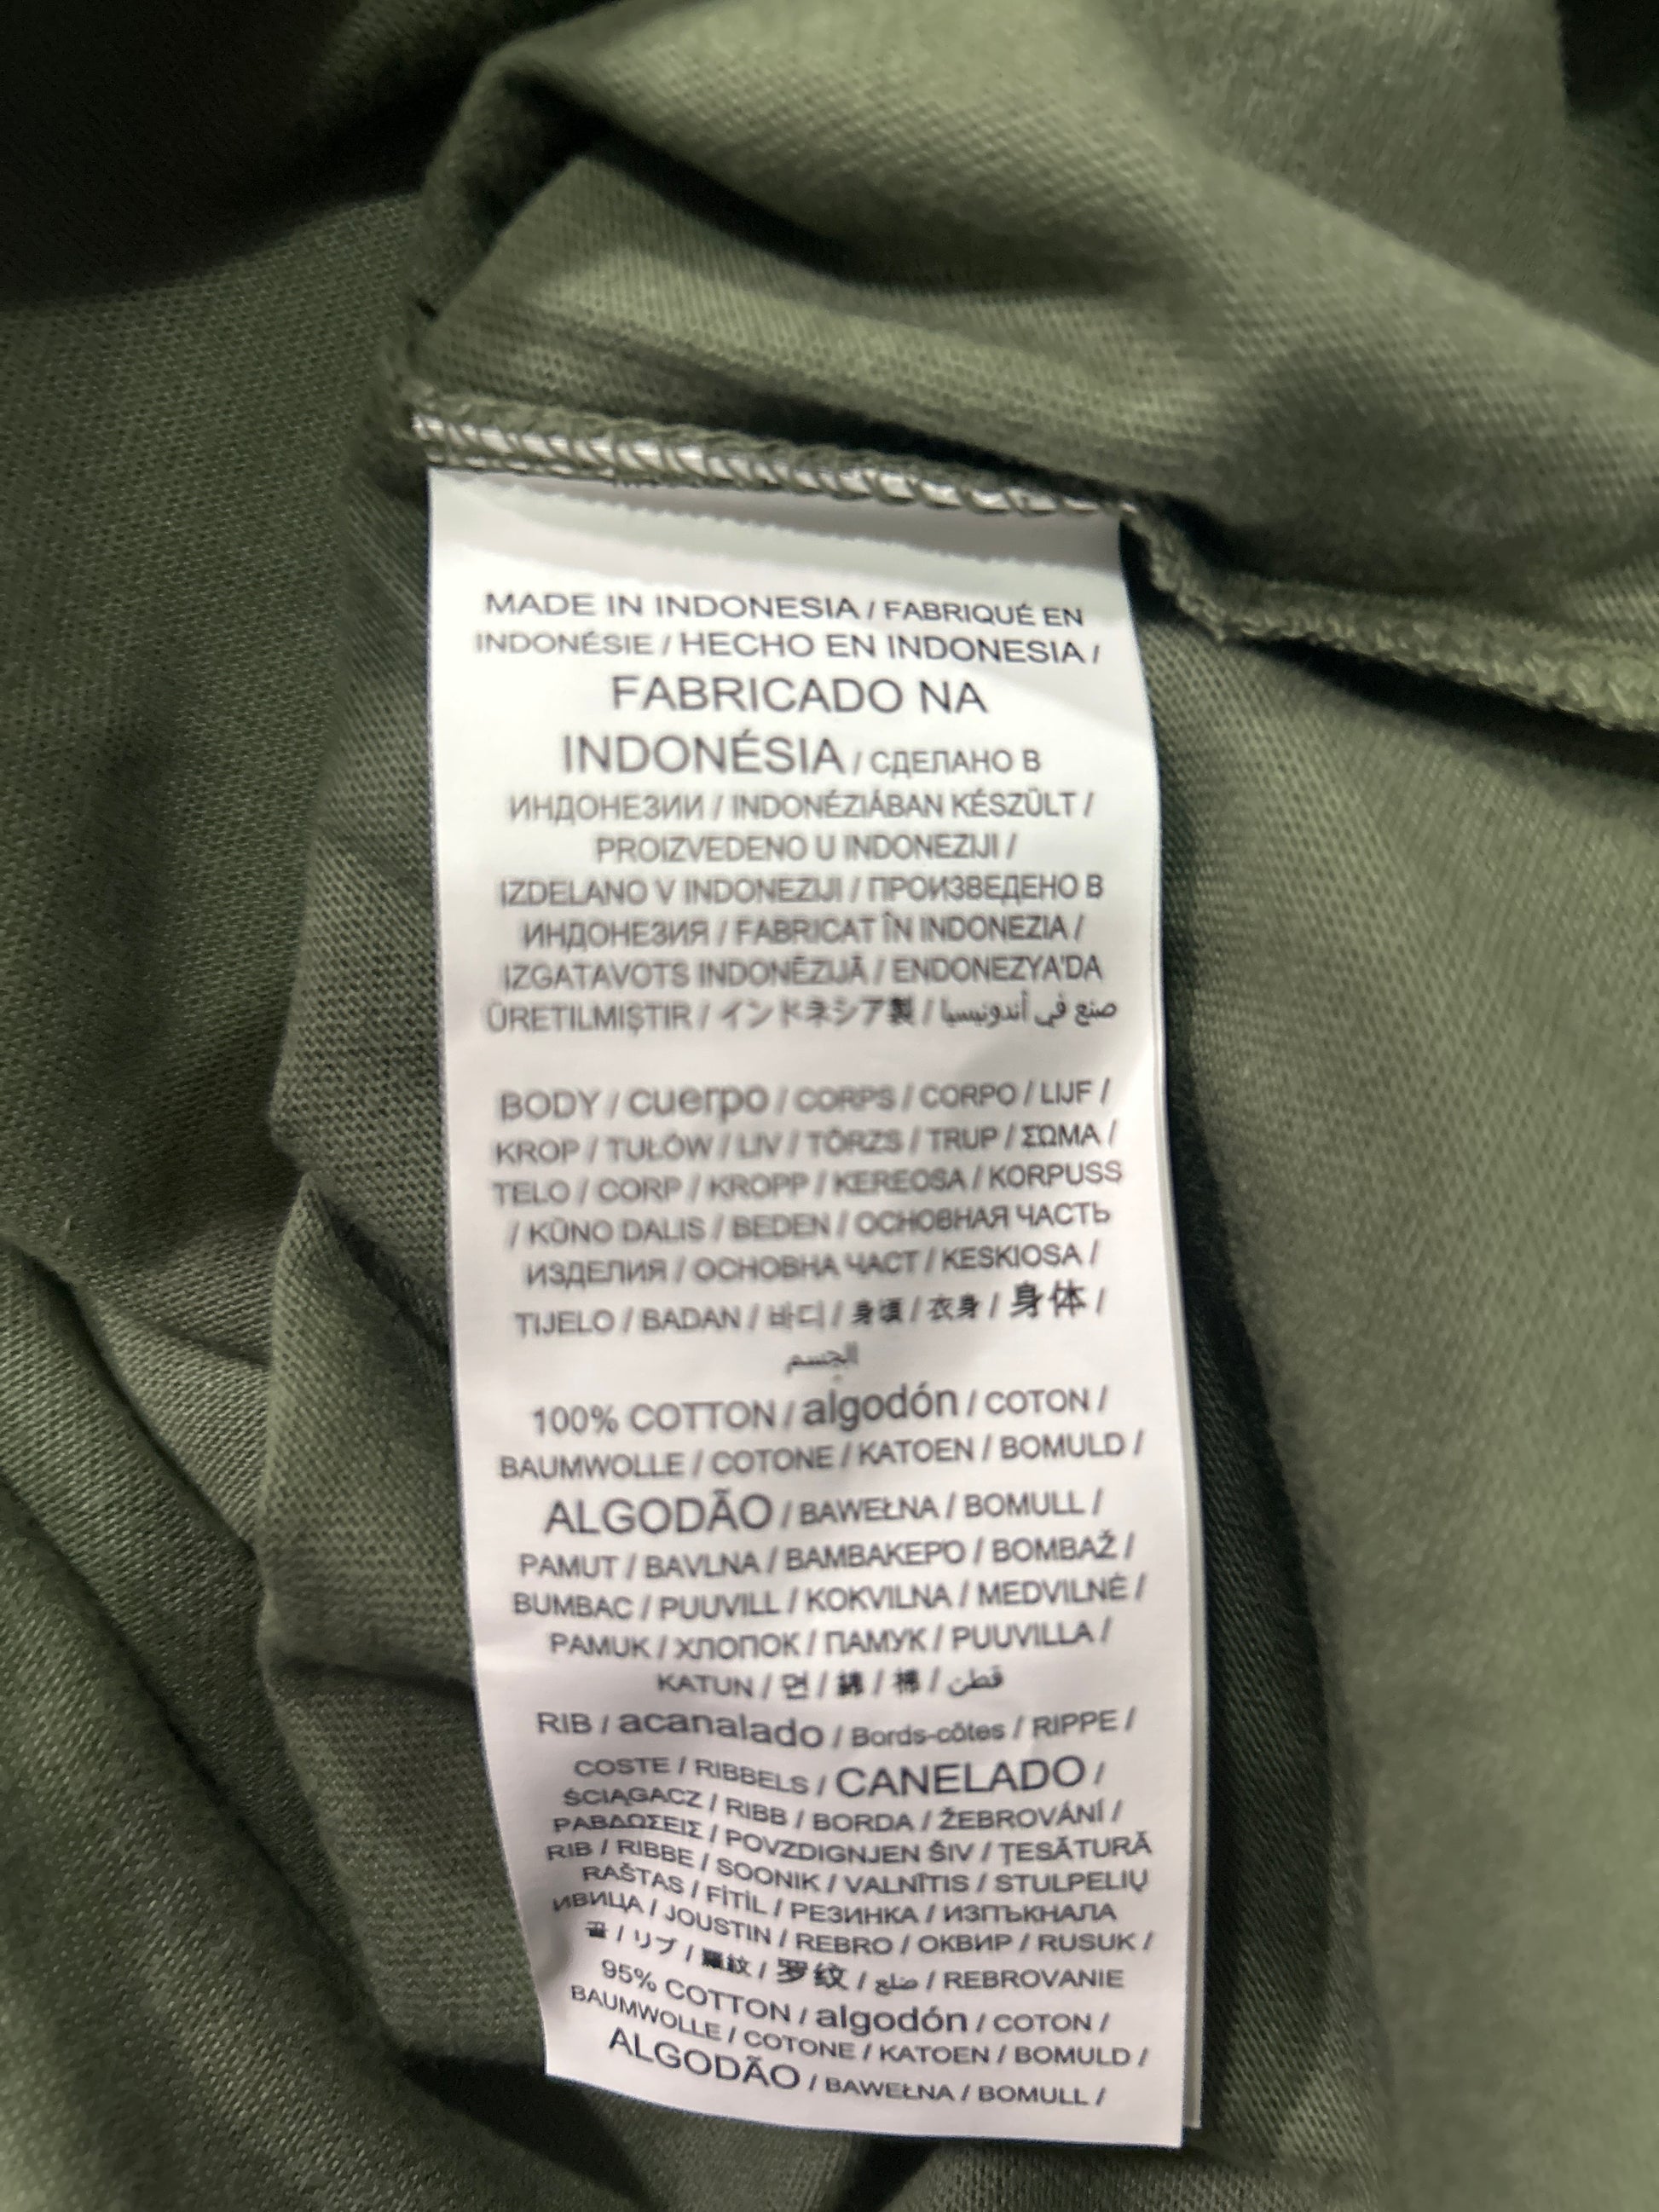 MADE IN INDONESIA / FABRIQUÉ EN
INDONÉSIE / HECHO EN INDONESIA /
FABRICADO NA
INDONÉSIA / СДЕЛАНО В
ИНДОНЕЗИИ / INDONÉZIÁBAN KÉSZÜLT /
PROIZVEDENO U INDONEZIJI /
IZDELANO V INDONEZIJI / ПРОИЗВЕДЕНО В
ИНДОНЕЗИЯ / FABRICAT ÎN INDONEZIA /
IZGATAVOTS INDONĒZIJĀ / ENDONEZYA'DA
ÜRETILMIŞTIR / インドネシア製 / صنع في أندونيسيا
BODY / cuerpo / CORPS / CORPO / LIJF /
KROP / TUŁÓW / LIV / TÖRZS / TRUP / ΣΩΜΑ /
TELO / CORP / KROPP / KEREOSA / KORPUSS
/ KŪNO DALIS / BEDEN / ОСНОВНАЯ ЧАСТЬ
ИЗДЕЛИЯ / ОСНОВНА ЧАСТ / KESKIOSA /
TIJELO / BADAN / 바디 / 身頃 / 衣身 / 身体 /
الجسم
100% COTTON / algodón / COTON /
BAUMWOLLE / COTONE / KATOEN / BOMULD /
ALGODÃO / BAWEŁNA / BOMULL /
PAMUT / BAVLNA / ΒΑΜΒΑΚΕΡΌ / BOMBAŽ /
BUMBAC / PUUVILL / KOKVILNA / MEDVILNĖ /
PAMUK / ХЛОПОК / ПАМУК / PUUVILLA /
KATUN / 면 / 綿 / 棉 / قطن
RIB / acanalado / Bords-côtes / RIPPE /
COSTE / RIBBELS / CANELADO /
ŚCIĄGACZ / RIBB / BORDA / ŽEBROVÁNÍ /
ΡΑΒΔΩΣΕΙΣ / POVZDIGNJEN ŠIV / ȚESĂTURĂ
RIB / RIBBE / SOONIK / VALNĪTIS / STULPELIŲ
RAŠTAS / FİTİL / РЕЗИНКА / ИЗПЪКНАЛА
ИВИЦА / JOUSTIN / REBRO / ОКВИР / RUSUK /
골 / リブ / 羅紋 / 罗纹 / ضلع / REBROVANIE
95% COTTON / algodón / COTON /
BAUMWOLLE / COTONE / KATOEN / BOMULD /
ALGODÃO / BAWEŁNA / BOMULL /